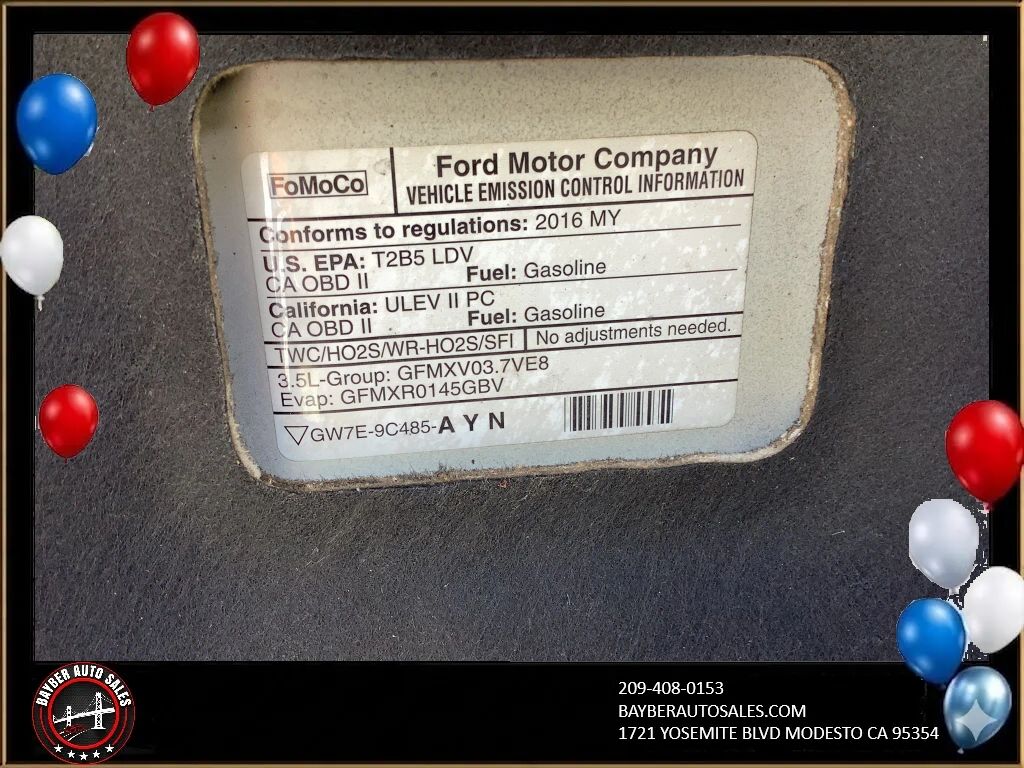 FoMoCo
Ford Motor Company
VEHICLE EMISSION CONTROL INFORMATION
Conforms to regulations: 2016 MY
U.S. EPA: T2B5 LDV
CA OBD II Fuel: Gasoline
California: ULEV II PC
CA OBD II Fuel: Gasoline
TWC/HO2S/WR-HO2S/SFI No adjustments needed.
3.5L-Group: GFMXV03.7VE8
Evap: GFMXR0145GBV
GW7E-9C485-A Y N
BAYBER AUTO SALES
209-408-0153
BAYBERAUTOSALES.COM
1721 YOSEMITE BLVD MODESTO CA 95354